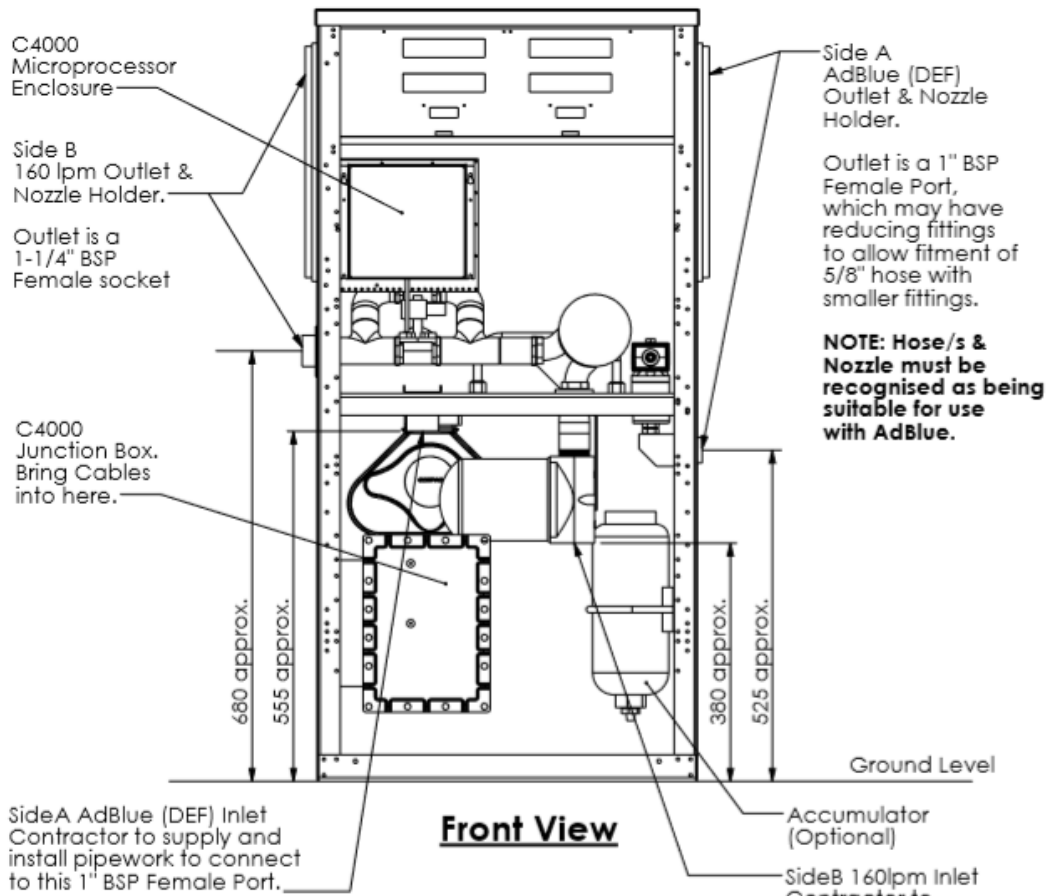 C4000
Microprocessor
Enclosure
Side B
160 lpm Outlet &
Nozzle Holder.
Outlet is a
1-1/4" BSP
Female socket
C4000
Junction Box.
Bring Cables
into here.
680 approx.
555 approx.
SideA AdBlue (DEF) Inlet
Contractor to supply and
install pipework to connect
to this 1" BSP Female Port.
Front View
Side A
AdBlue (DEF)
Outlet & Nozzle
Holder.
Outlet is a 1" BSP
Female Port,
which may have
reducing fittings
to allow fitment of
5/8" hose with
smaller fittings.
NOTE: Hose/s &
Nozzle must be
recognised as being
suitable for use
with AdBlue.
380 approx.
525 approx.
Ground Level
Accumulator
(Optional)
SideB 160lpm Inlet
Contractor to